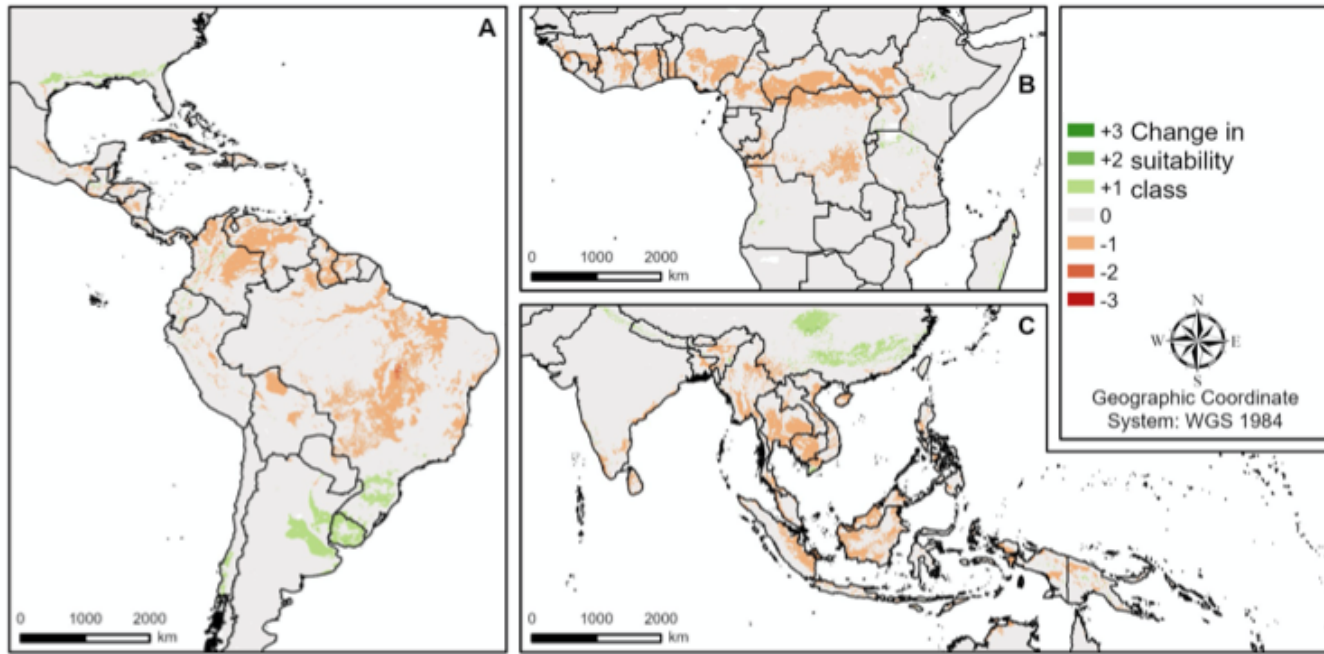 A
0 1000 2000
km
B
0 1000 2000
km
C
0 1000 2000
km
+3 Change in
+2 suitability
+1 class
0
-1
-2
-3
N
W E
S
Geographic Coordinate
System: WGS 1984